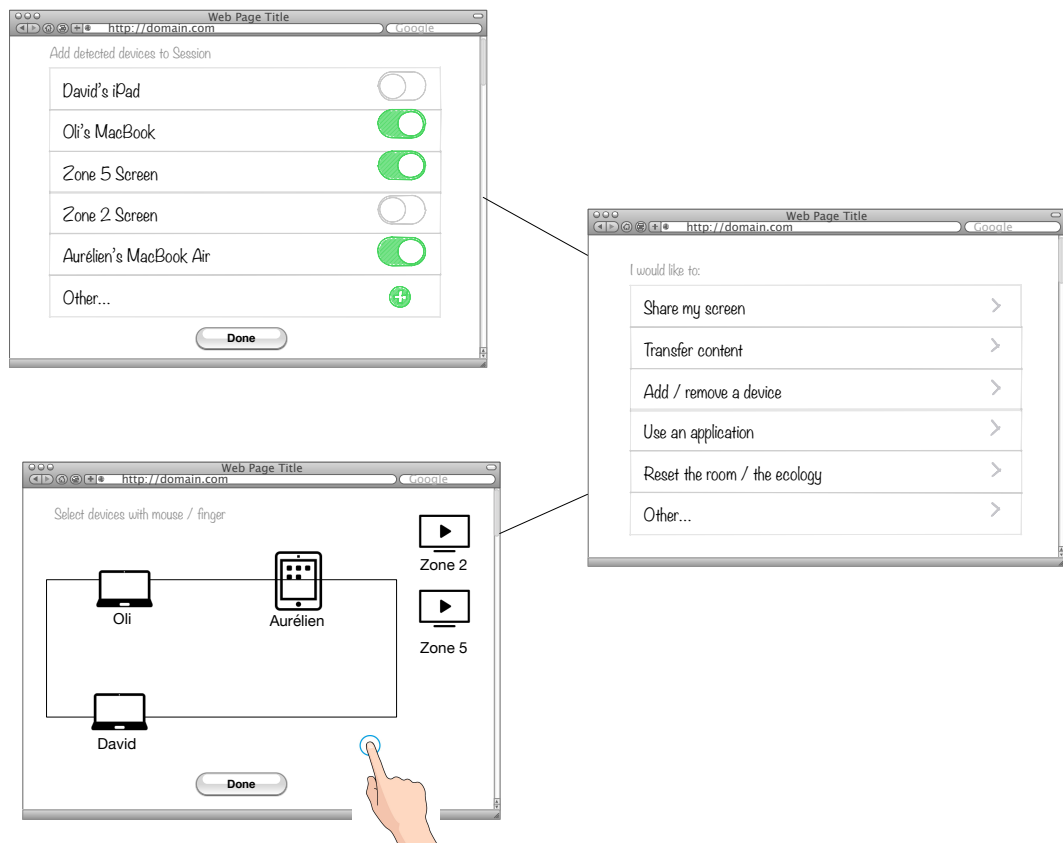 Web Page Title
http://domain.com
Google
Add detected devices to Session
David's iPad
Oli's MacBook
Zone 5 Screen
Zone 2 Screen
Aurélien's MacBook Air
Other...
Done
Web Page Title
http://domain.com
Google
I would like to:
Share my screen
Transfer content
Add / remove a device
Use an application
Reset the room / the ecology
Other...
Web Page Title
http://domain.com
Google
Select devices with mouse / finger
Zone 2
Oli
Aurélien
Zone 5
David
Done